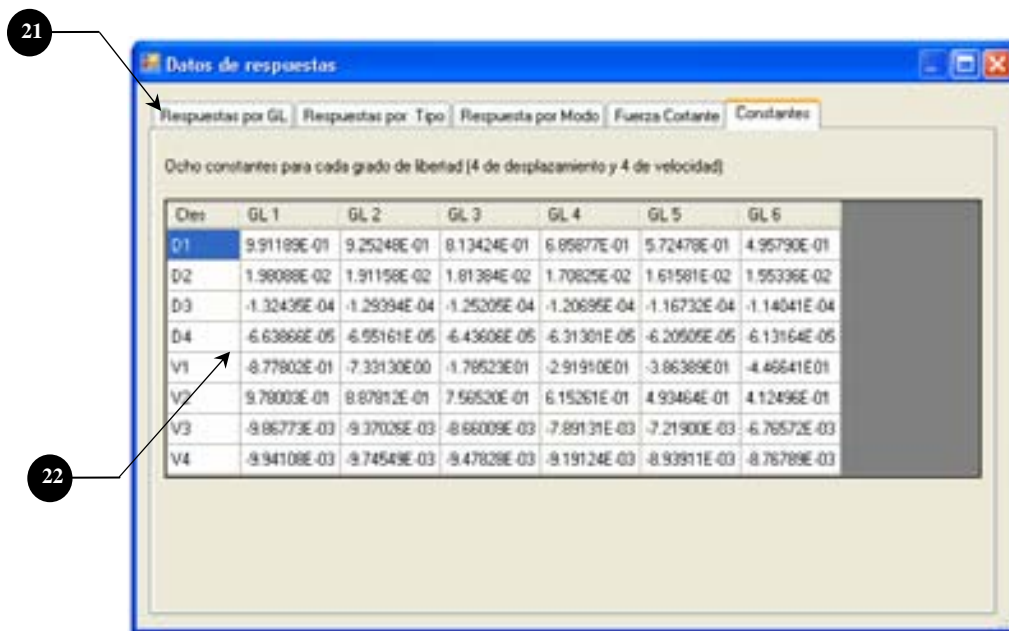 21
Datos de respuestas
Respuestas por GL Respuestas por Tipo Respuesta por Modo Fuerza Cortante Constantes
Ocho constantes para cada grado de libertad (4 de desplazamiento y 4 de velocidad)
Ctes GL 1 GL 2 GL 3 GL 4 GL 5 GL 6
D1 9.91189E-01 9.25248E-01 8.13424E-01 6.85877E-01 5.72478E-01 4.95790E-01
D2 1.98088E-02 1.91158E-02 1.81384E-02 1.70825E-02 1.61581E-02 1.55336E-02
D3 -1.32435E-04 -1.29394E-04 -1.25205E-04 -1.20695E-04 -1.16732E-04 -1.14041E-04
D4 -6.63866E-05 -6.55161E-05 -6.43606E-05 -6.31301E-05 -6.20505E-05 -6.13164E-05
V1 -8.77802E-01 -7.33130E00 -1.78523E01 -2.91910E01 -3.86389E01 -4.46641E01
V2 9.78003E-01 8.87812E-01 7.56520E-01 6.15261E-01 4.93464E-01 4.12496E-01
V3 -9.86773E-03 -9.37026E-03 -8.66009E-03 -7.89131E-03 -7.21900E-03 -6.76572E-03
V4 -9.94108E-03 -9.74549E-03 -9.47828E-03 -9.19124E-03 -8.93911E-03 -8.76789E-03
22